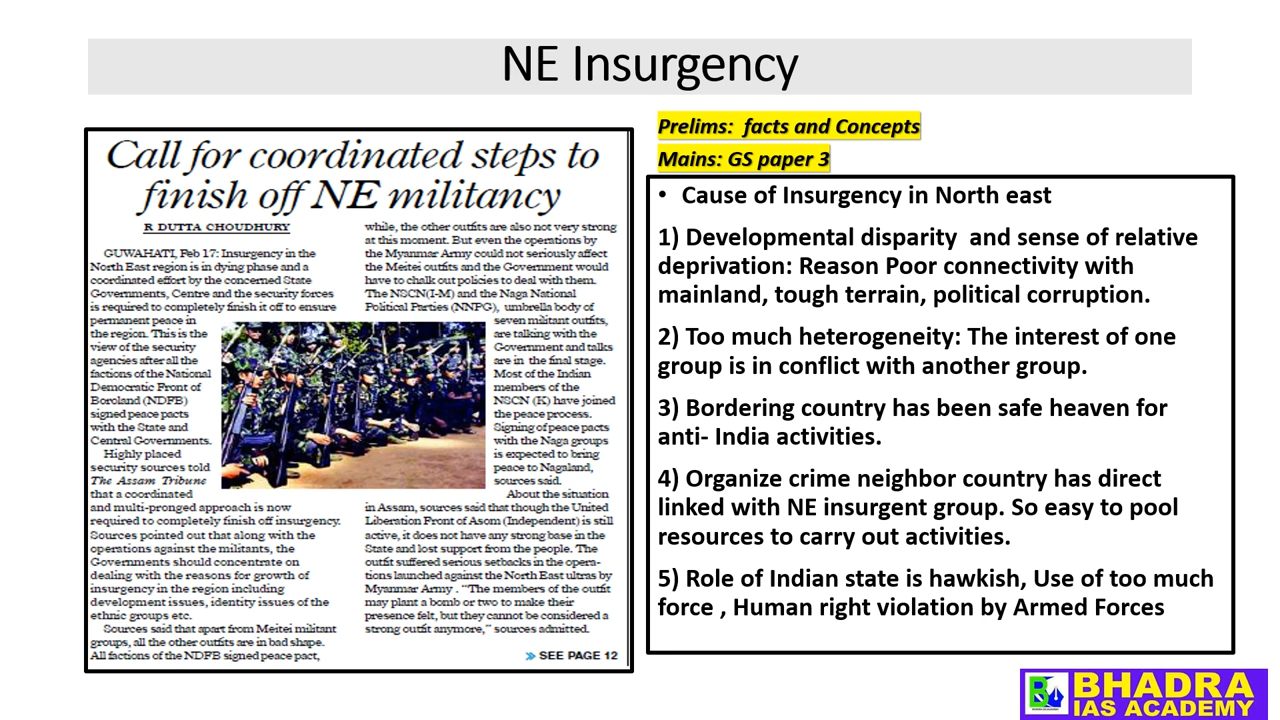 NE Insurgency
Call for coordinated steps to
finish off NE militancy
R DUTTA CHOUDHURY
GUWAHATI, Feb 17: Insurgency in the
North East region is in dying phase and a
coordinated effort by the concerned State
Governments, Centre and the security forces
is required to completely finish it off to ensure
permanent peace in
the region. This is the
view of the security
agencies after all the
factions of the National
Democratic Front of
Boroland (NDFB)
signed peace pacts
with the State and
Central Governments.
Highly placed
security sources told
The Assam Tribune
that a coordinated
and multi-pronged approach is now
required to completely finish off insurgency.
Sources pointed out that along with the
operations against the militants, the
Governments should concentrate on
dealing with the reasons for growth of
insurgency in the region including
development issues, identity issues of the
ethnic groups etc.
Sources said that apart from Meitei militant
groups, all the other outfits are in bad shape.
All factions of the NDFB signed peace pact,
while, the other outfits are also not very strong
at this moment. But even the operations by
the Myanmar Army could not seriously affect
the Meitei outfits and the Government would
have to chalk out policies to deal with them.
The NSCN(I-M) and the Naga National
Political Parties (NNPG), umbrella body of
seven militant outfits,
are talking with the
Government and talks
are in the final stage.
Most of the Indian
members of the
NSCN (K) have joined
the peace process.
Signing of peace pacts
with the Naga groups
is expected to bring
peace to Nagaland,
sources said.
About the situation
in Assam, sources said that though the United
Liberation Front of Asom (Independent) is still
active, it does not have any strong base in the
State and lost support from the people. The
outfit suffered serious setbacks in the opera-
tions launched against the North East ultras by
Myanmar Army . "The members of the outfit
may plant a bomb or two to make their
presence felt, but they cannot be considered a
strong outfit anymore," sources admitted.
» SEE PAGE 12
Prelims: facts and Concepts
Mains: GS paper 3
• Cause of Insurgency in North east
1) Developmental disparity and sense of relative
deprivation: Reason Poor connectivity with
mainland, tough terrain, political corruption.
2) Too much heterogeneity: The interest of one
group is in conflict with another group.
3) Bordering country has been safe heaven for
anti- India activities.
4) Organize crime neighbor country has direct
linked with NE insurgent group. So easy to pool
resources to carry out activities.
5) Role of Indian state is hawkish, Use of too much
force , Human right violation by Armed Forces
BHADRA
IAS ACADEMY